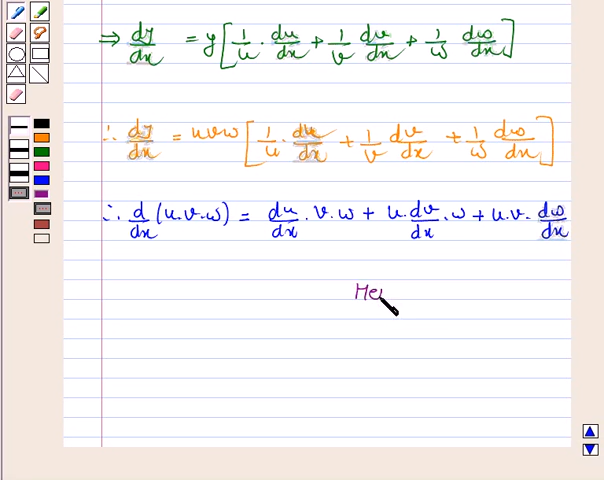 ⇒ dy/dx = y[1/u · du/dx + 1/v dv/dx + 1/w dw/dx]
∴ dy/dx = uvw [1/u · du/dx + 1/v dv/dx + 1/w dw/dx]
∴ d/dx (u.v.w) = du/dx . v.w + u. dv/dx . w + u.v. dw/dx
He